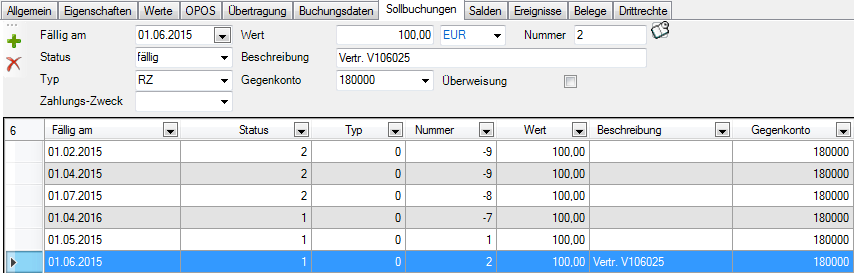 Allgemein Eigenschaften Werte OPOS Übertragung Buchungsdaten Sollbuchungen Salden Ereignisse Belege Drittrechte
Fällig am 01.06.2015 Wert 100,00 EUR Nummer 2
Status fällig Beschreibung Vertr. V106025
Typ RZ Gegenkonto 180000 Überweisung
Zahlungs-Zweck
6 Fällig am Status Typ Nummer Wert Beschreibung Gegenkonto
01.02.2015 2 0 -9 100,00 180000
01.04.2015 2 0 -9 100,00 180000
01.07.2015 2 0 -8 100,00 180000
01.04.2016 1 0 -7 100,00 180000
01.05.2015 1 0 1 100,00 180000
01.06.2015 1 0 2 100,00 Vertr. V106025 180000